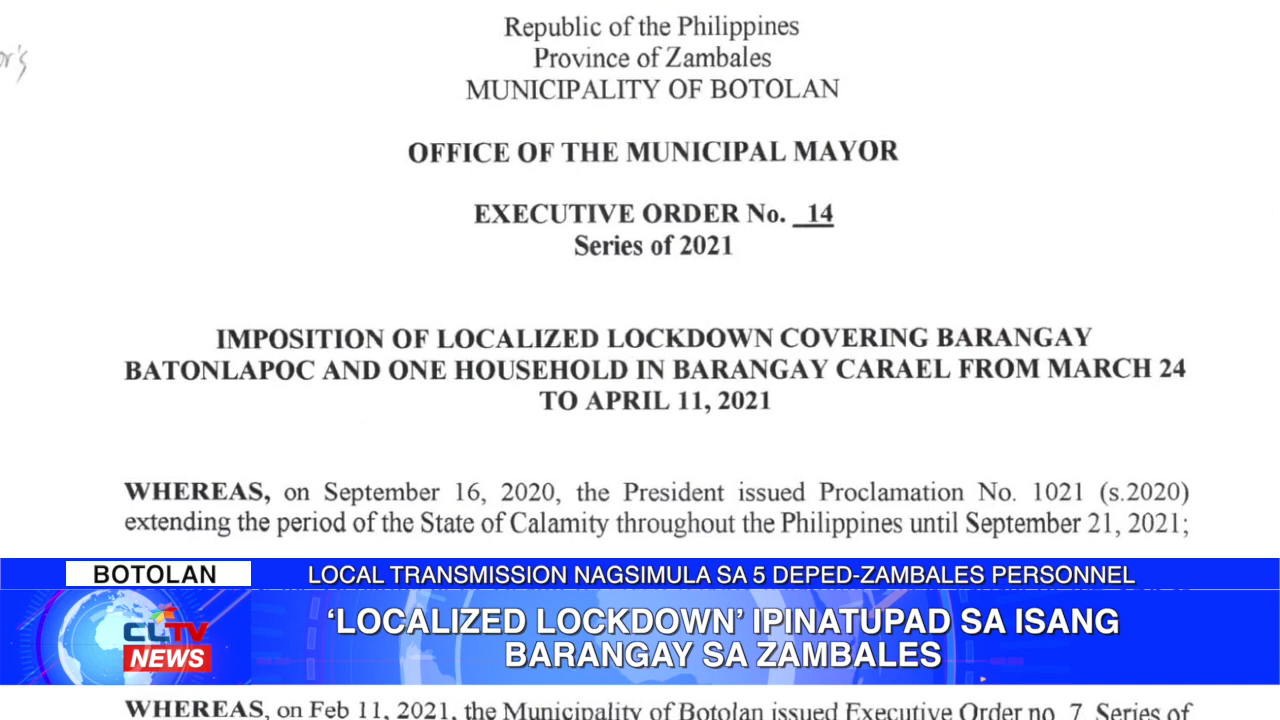 Republic of the Philippines
Province of Zambales
MUNICIPALITY OF BOTOLAN
OFFICE OF THE MUNICIPAL MAYOR
EXECUTIVE ORDER No. 14
Series of 2021
IMPOSITION OF LOCALIZED LOCKDOWN COVERING BARANGAY
BATONLAPOC AND ONE HOUSEHOLD IN BARANGAY CARAEL FROM MARCH 24
TO APRIL 11, 2021
WHEREAS, on September 16, 2020, the President issued Proclamation No. 1021 (s.2020)
extending the period of the State of Calamity throughout the Philippines until September 21, 2021;
BOTOLAN
LOCAL TRANSMISSION NAGSIMULA SA 5 DEPED-ZAMBALES PERSONNEL
CLTV
NEWS
‘LOCALIZED LOCKDOWN’ IPINATUPAD SA ISANG
BARANGAY SA ZAMBALES
WHEREAS, on Feb 11, 2021, the Municipality of Botolan issued Executive Order no. 7, Series of